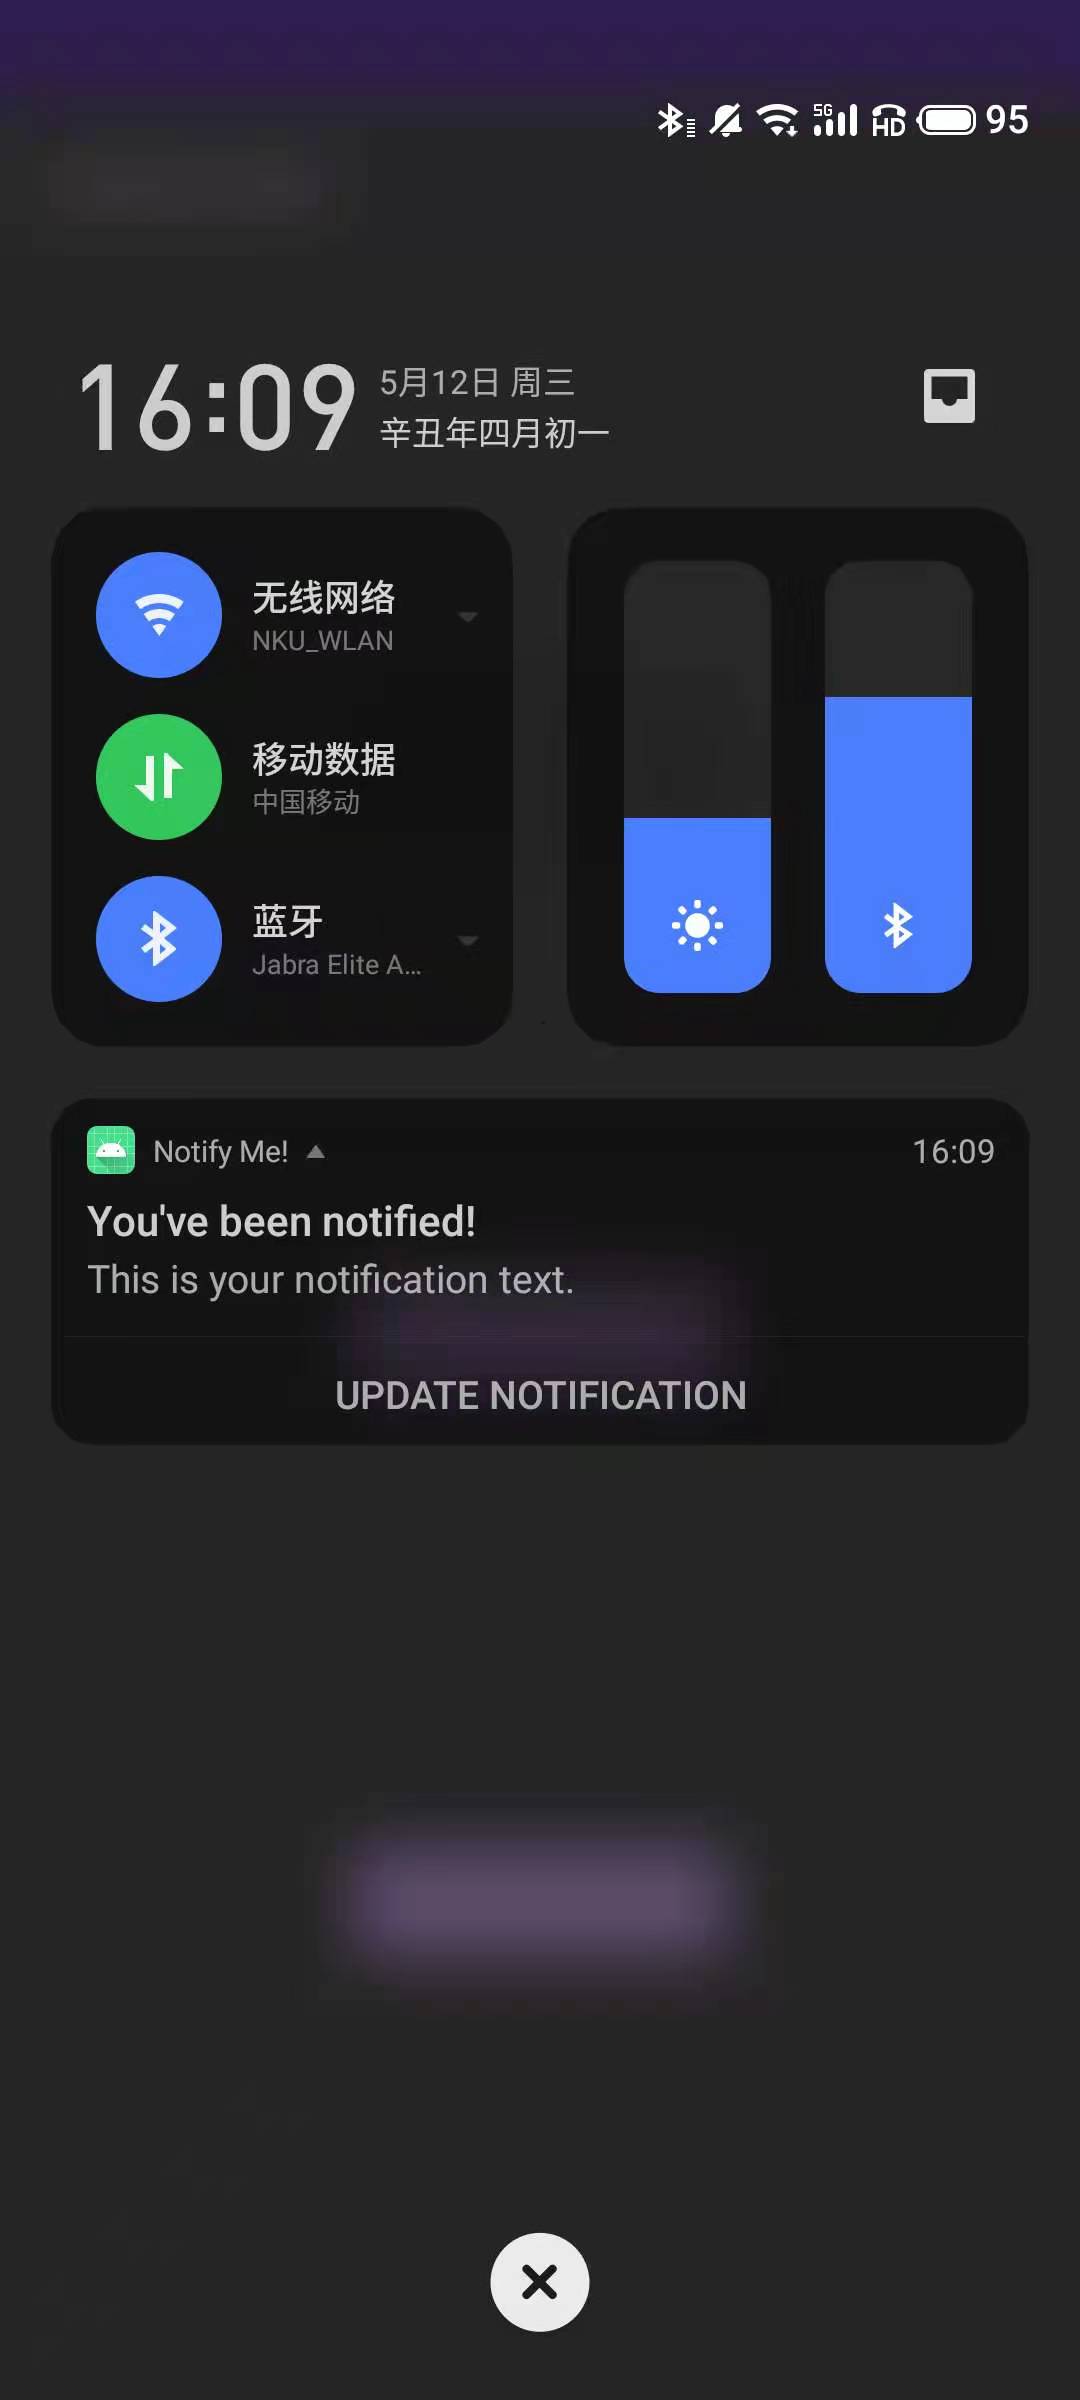 5G HD 95
16:09
5月12日 周三
辛丑年四月初一
无线网络
NKU_WLAN
移动数据
中国移动
蓝牙
Jabra Elite A...
Notify Me! 16:09
You've been notified!
This is your notification text.
UPDATE NOTIFICATION